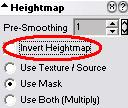 Heightmap
Pre-Smoothing 1
Invert Heightmap
Use Texture / Source
Use Mask
Use Both (Multiply)